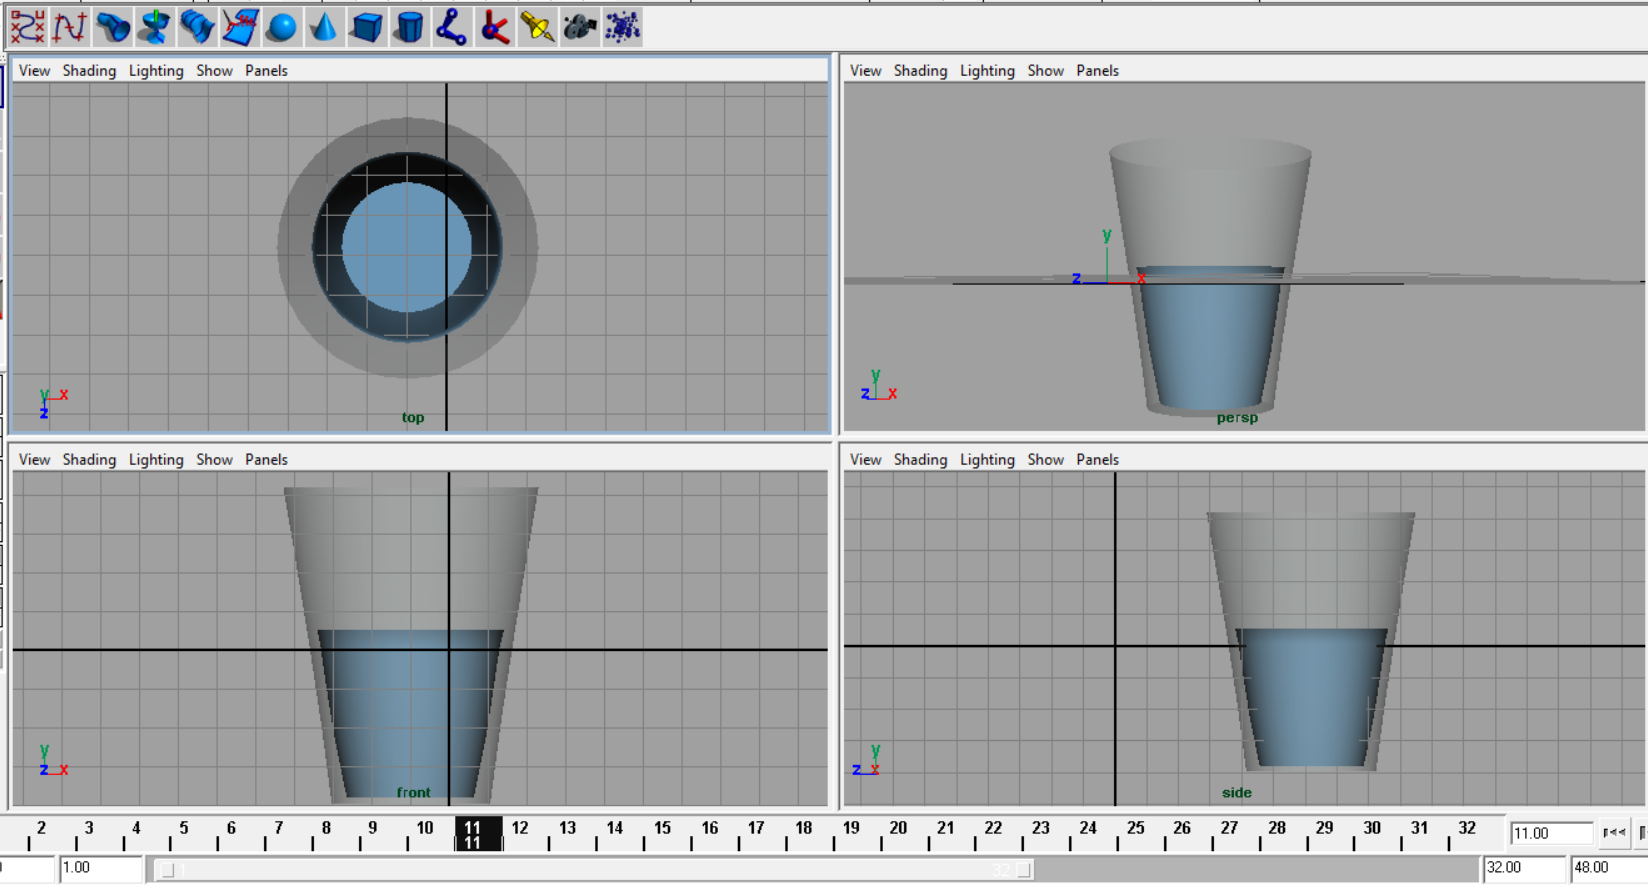 View Shading Lighting Show Panels
View Shading Lighting Show Panels
y x
z
top
y
z x
y
z x
persp
View Shading Lighting Show Panels
View Shading Lighting Show Panels
y
z x
front
y
z x
side
2 3 4 5 6 7 8 9 10 11 12 13 14 15 16 17 18 19 20 21 22 23 24 25 26 27 28 29 30 31 32
11
11.00
1.00
1
32
32.00
48.00